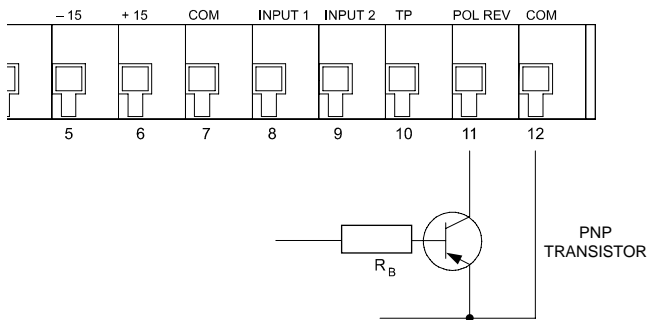 – 15 + 15 COM INPUT 1 INPUT 2 TP POL REV COM
5 6 7 8 9 10 11 12
PNP
TRANSISTOR
R B